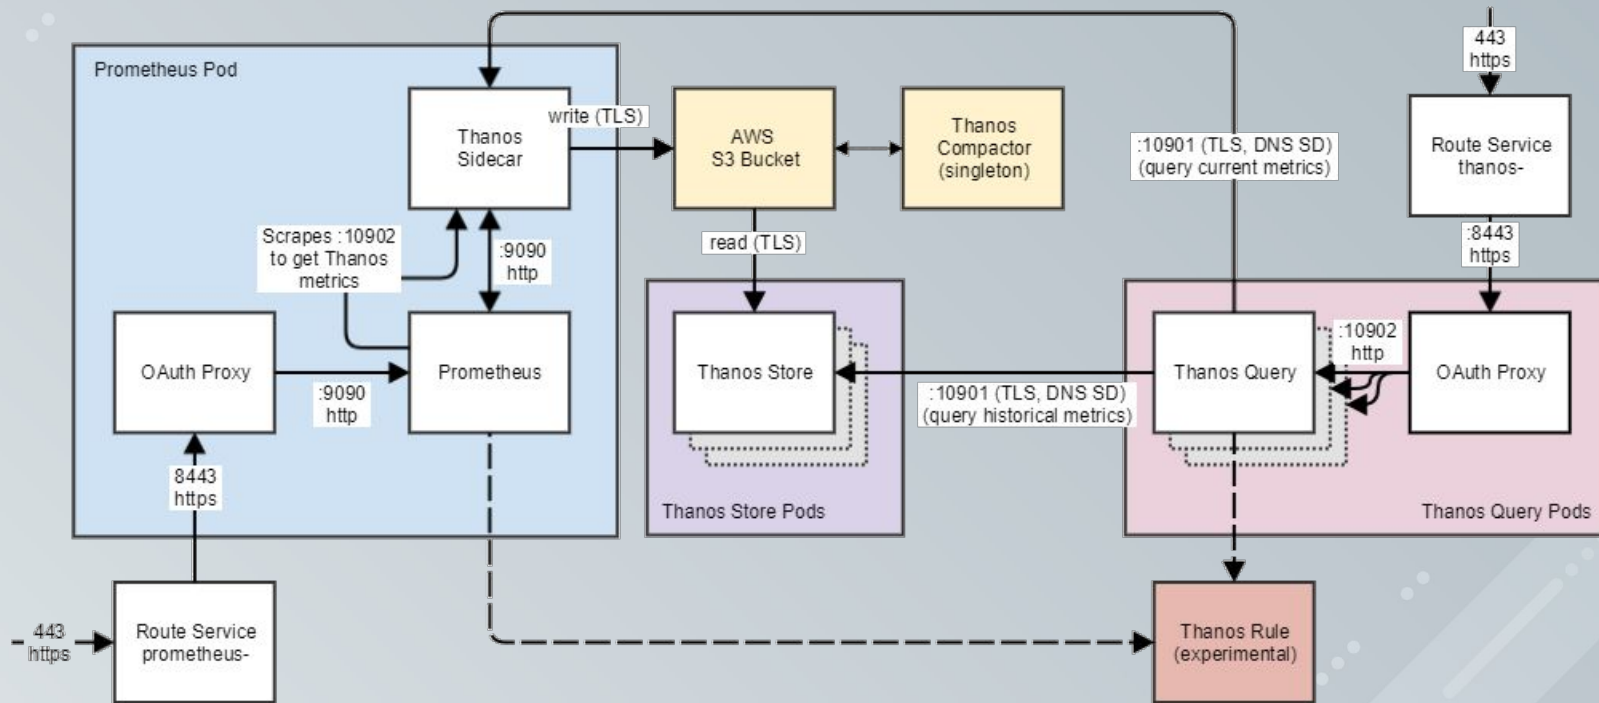 Prometheus Pod
Thanos
Sidecar
write (TLS)
AWS
S3 Bucket
Thanos
Compactor
(singleton)
:10901 (TLS, DNS SD)
(query current metrics)
443
https
Route Service
thanos-
:8443
https
Scrapes :10902
to get Thanos
metrics
:9090
http
read (TLS)
OAuth Proxy
:9090
http
Prometheus
Thanos Store
:10901 (TLS, DNS SD)
(query historical metrics)
Thanos Query
:10902
http
OAuth Proxy
8443
https
Thanos Store Pods
Thanos Query Pods
443
https
Route Service
prometheus-
Thanos Rule
(experimental)